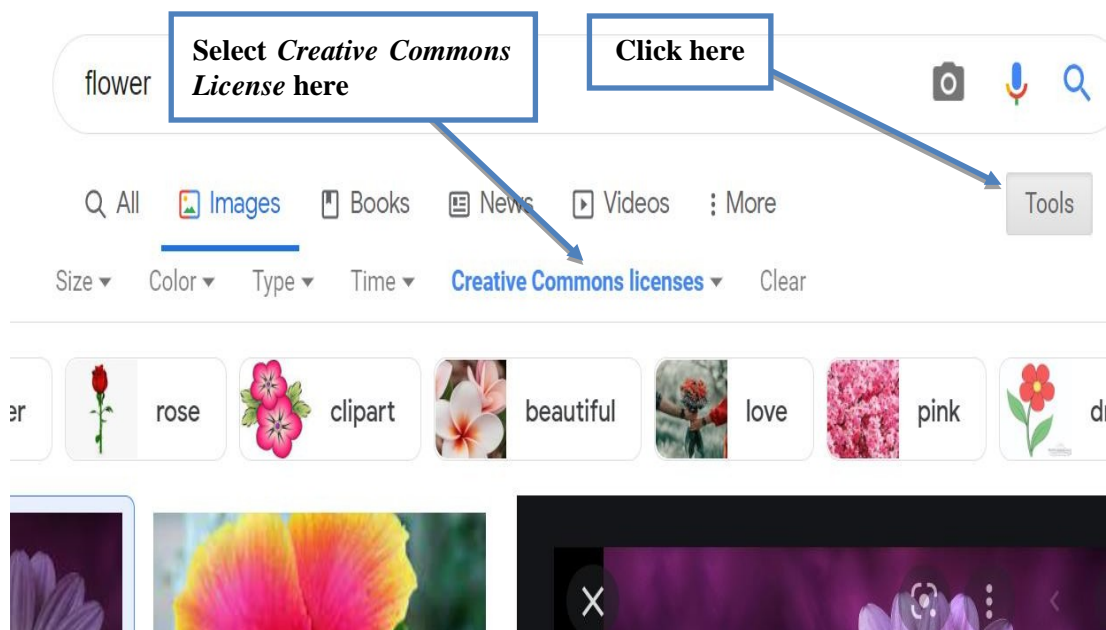 Select Creative Commons
License here
Click here
flower
All Images Books News Videos More Tools
Size Color Type Time Creative Commons licenses Clear
er rose clipart beautiful love pink